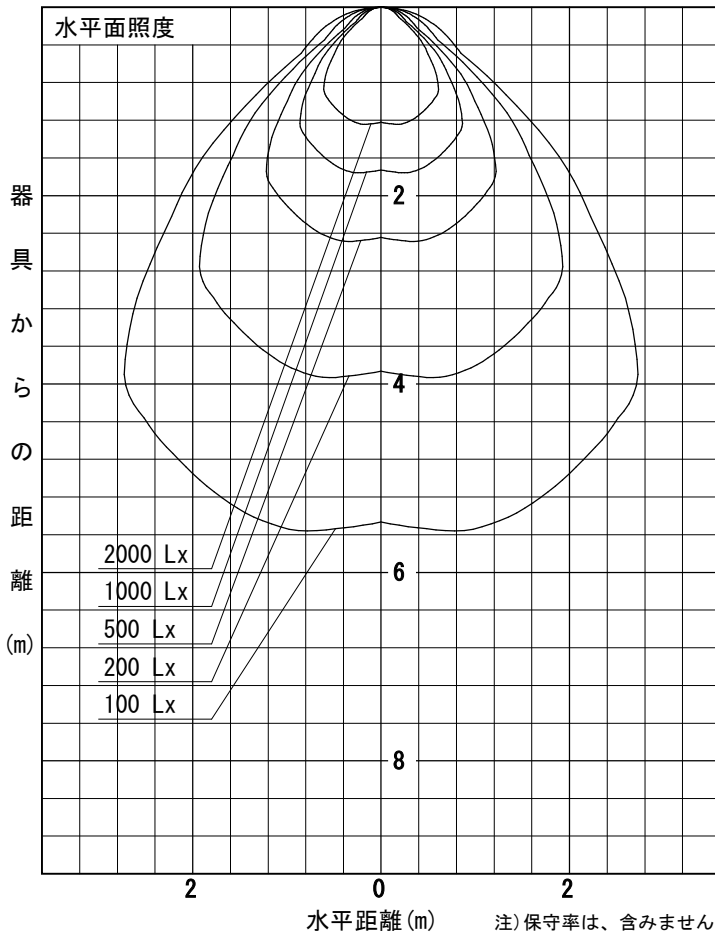 水平面照度
器具からの距離(m)
2
4
6
8
2000 Lx
1000 Lx
500 Lx
200 Lx
100 Lx
2
0
2
水平距離(m)
注)保守率は、含みません